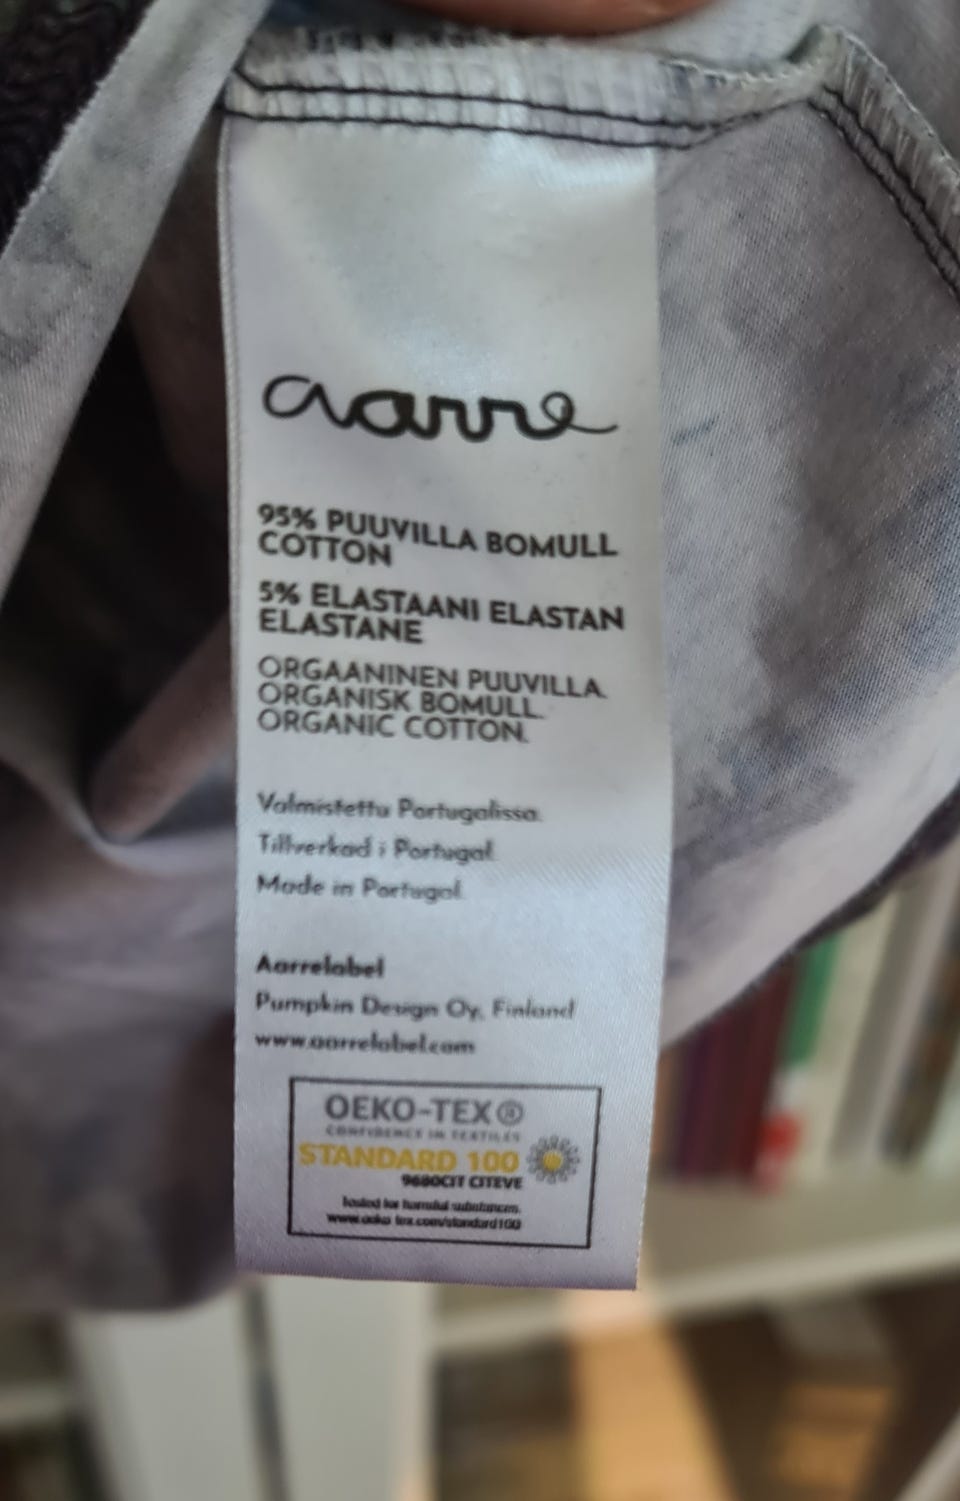 aarre
95% PUUVILLA BOMULL
COTTON
5% ELASTAANI ELASTAN
ELASTANE
ORGAANINEN PUUVILLA.
ORGANISK BOMULL.
ORGANIC COTTON.
Valmistettu Portugalissa.
Tillverkad i Portugal.
Made in Portugal.
Aarrelabel
Pumpkin Design Oy, Finland
www.aarrelabel.com
OEKO-TEX®
CONFIDENCE IN TEXTILES
STANDARD 100
9680CIT CITEVE
Tested for harmful substances.
www.oeko-tex.com/standard100